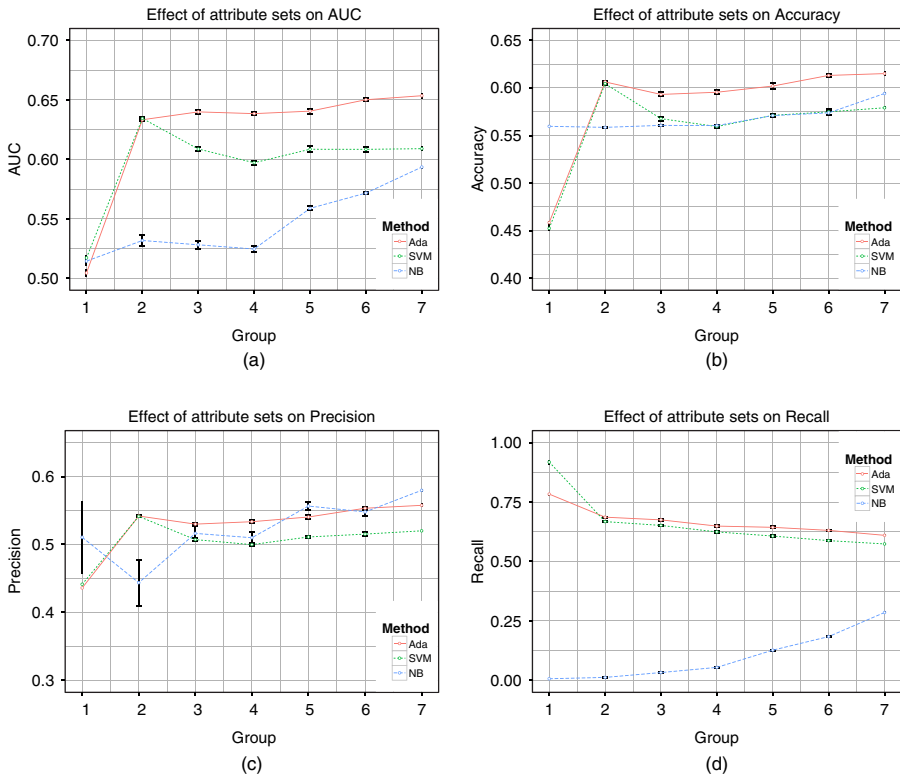 Effect of attribute sets on AUC
0.70
0.65
0.60
0.55
0.50
AUC
1 2 3 4 5 6 7
Group
Method
Ada
SVM
NB
(a)
Effect of attribute sets on Accuracy
0.65
0.60
0.55
0.50
0.45
0.40
Accuracy
1 2 3 4 5 6 7
Group
Method
Ada
SVM
NB
(b)
Effect of attribute sets on Precision
0.6
0.5
0.4
0.3
Precision
1 2 3 4 5 6 7
Group
Method
Ada
SVM
NB
(c)
Effect of attribute sets on Recall
1.00
0.75
0.50
0.25
0.00
Recall
1 2 3 4 5 6 7
Group
Method
Ada
SVM
NB
(d)